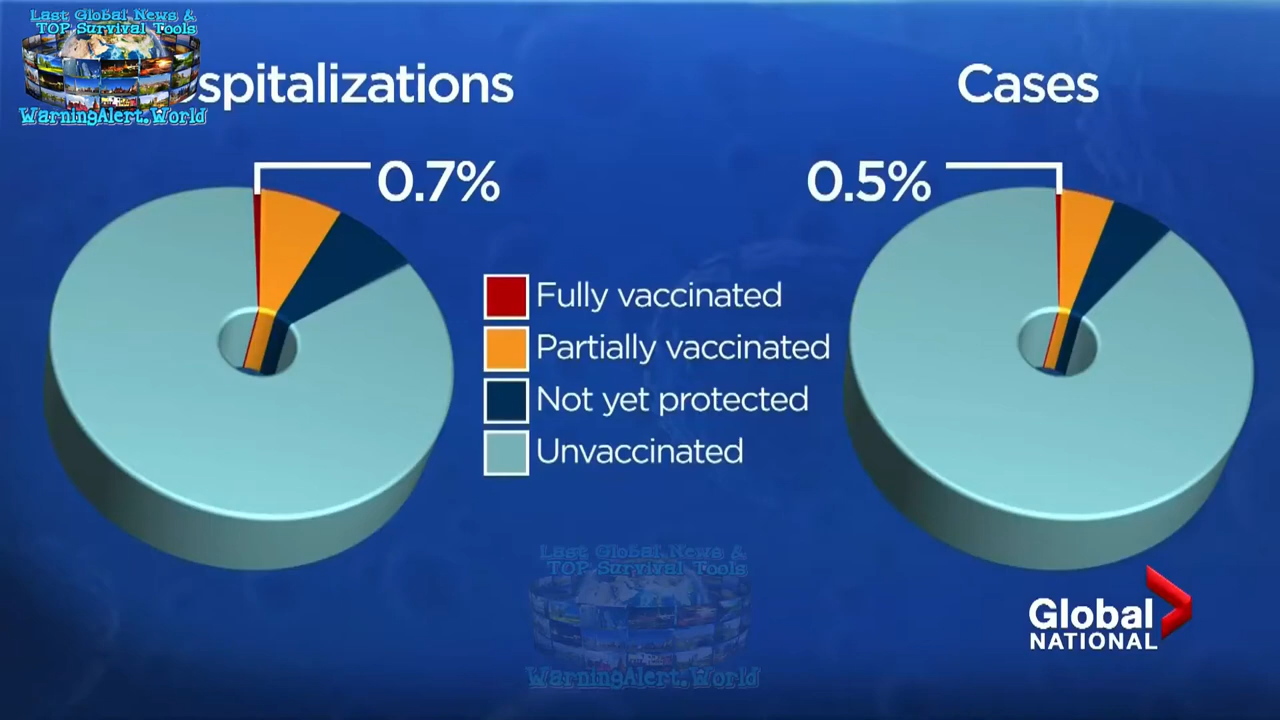 Last Global News &
TOP Survival Tools
WarningAlert.World
spitalizations
Cases
0.7%
0.5%
Fully vaccinated
Partially vaccinated
Not yet protected
Unvaccinated
Last Global News &
TOP Survival Tools
WarningAlert.World
Global
NATIONAL